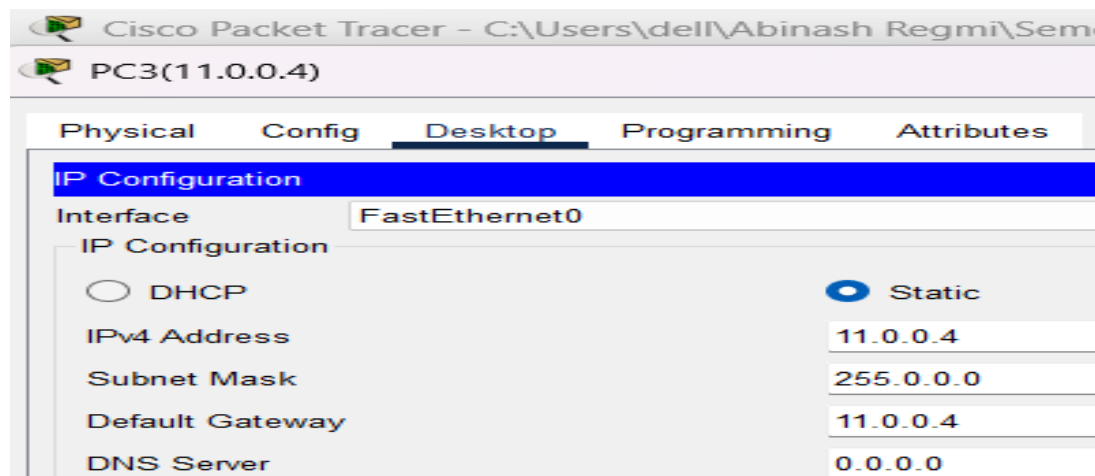 Cisco Packet Tracer - C:\Users\dell\Abinash Regmi\Sem
PC3(11.0.0.4)
Physical Config Desktop Programming Attributes
IP Configuration
Interface FastEthernet0
IP Configuration
DHCP Static
IPv4 Address 11.0.0.4
Subnet Mask 255.0.0.0
Default Gateway 11.0.0.4
DNS Server 0.0.0.0